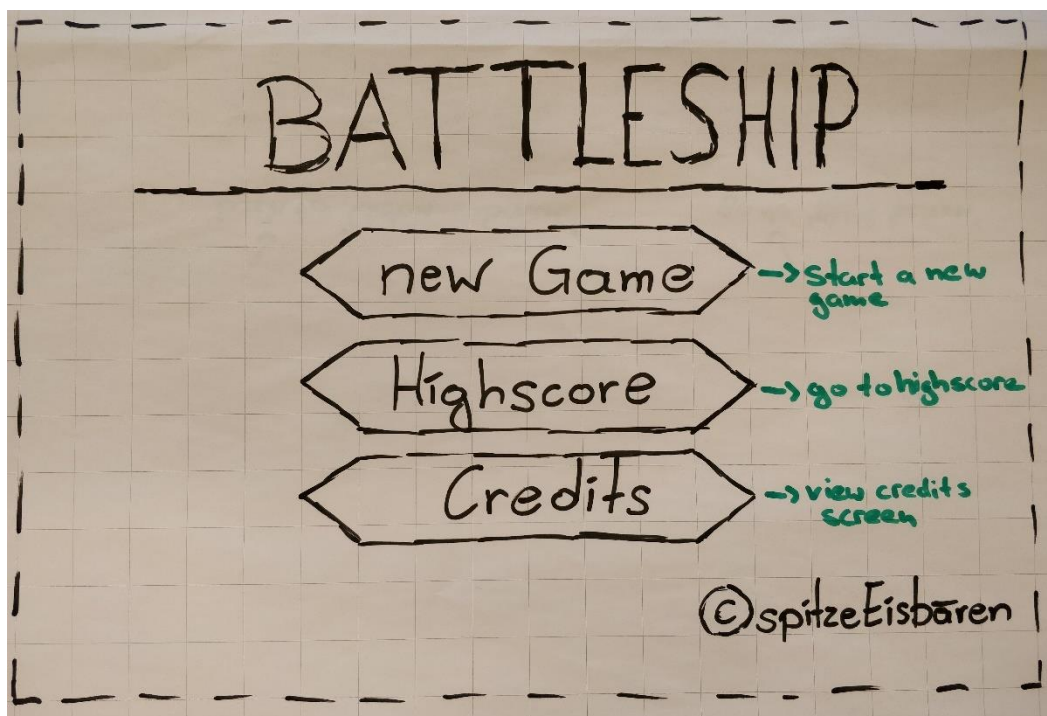 BATTLESHIP
new Game
→ Start a new
game
Highscore
→ go to highscore
Credits
→ view credits
screen
© spitzeEisbären